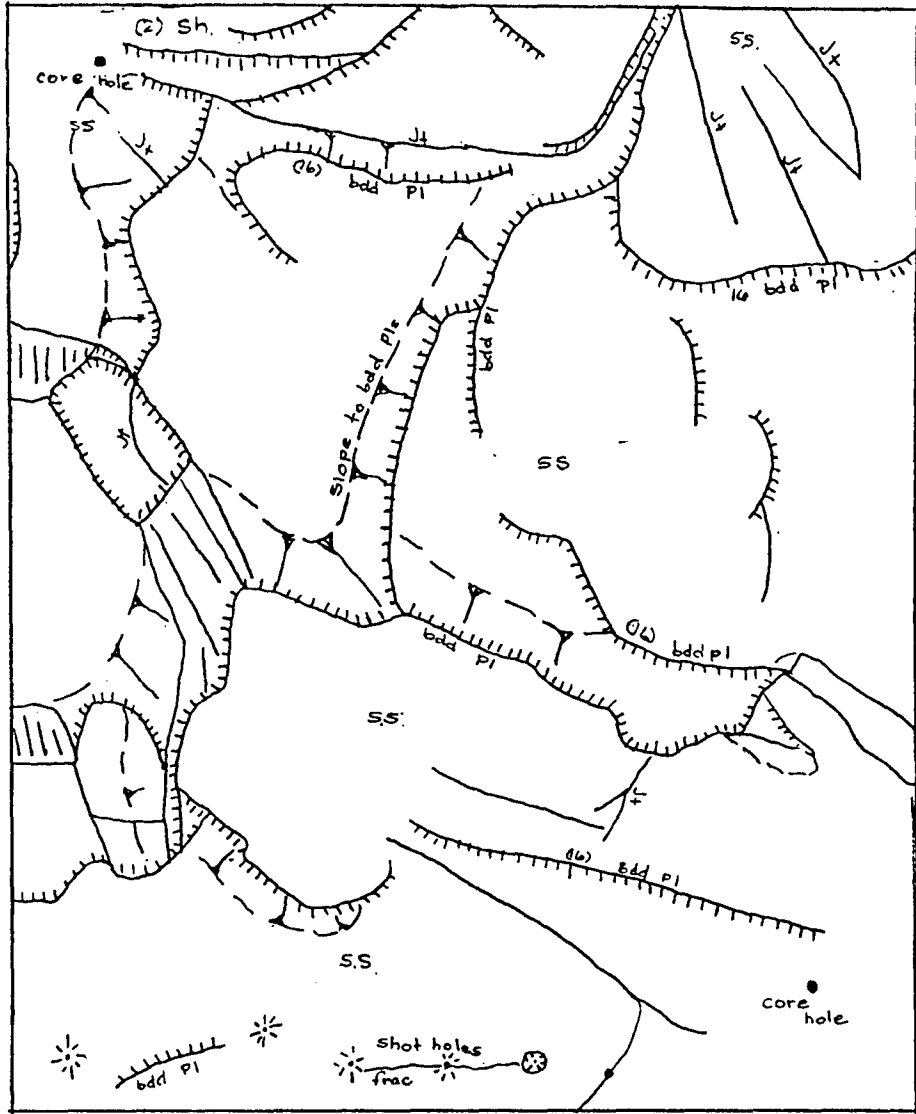 (2) Sh.
core hole
SS
Jt
Jt
(16) bdd Pl
SS.
Jt
Jt
Jt
16 bdd Pl
bdd Pl
Slope to bdd Pls
Jt
SS
(16) bdd pl
bdd Pl
S.S.
Jt
(16) bdd Pl
S.S.
core
hole
shot holes
frac
bdd Pl